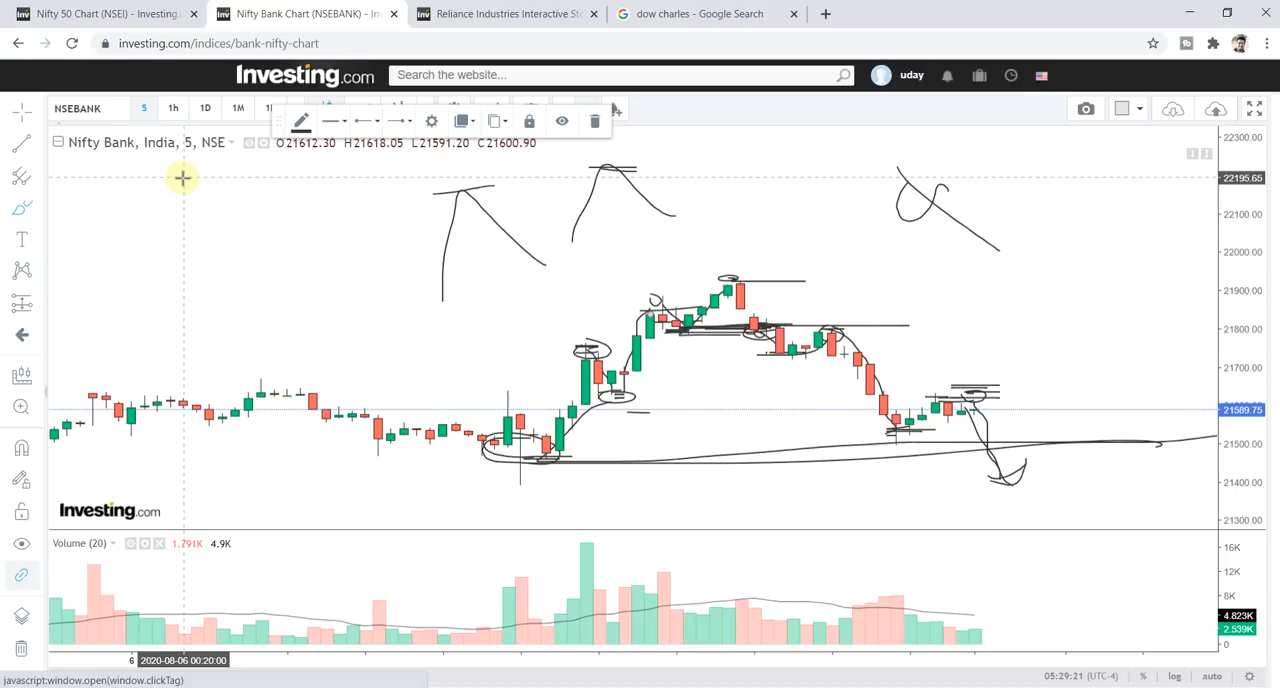 Nifty 50 Chart (NSEI) - Investing.
Nifty Bank Chart (NSEBANK) - Inv
Reliance Industries Interactive Sto
dow charles - Google Search
investing.com/indices/bank-nifty-chart
Investing.com
Search the website...
uday
NSEBANK
5
1h
1D
1M
Nifty Bank, India, 5, NSE
O21612.30 H21618.05 L21591.20 C21600.90
22300.00
22195.65
22100.00
22000.00
21900.00
21800.00
21700.00
21589.75
21500.00
21400.00
21300.00
Investing.com
Volume (20)
1.791K 4.9K
16K
12K
8K
4.823K
2.539K
0
6
2020-08-06 00:20:00
javascript:window.open(window.clickTag)
05:29:21 (UTC-4)
%
log
auto